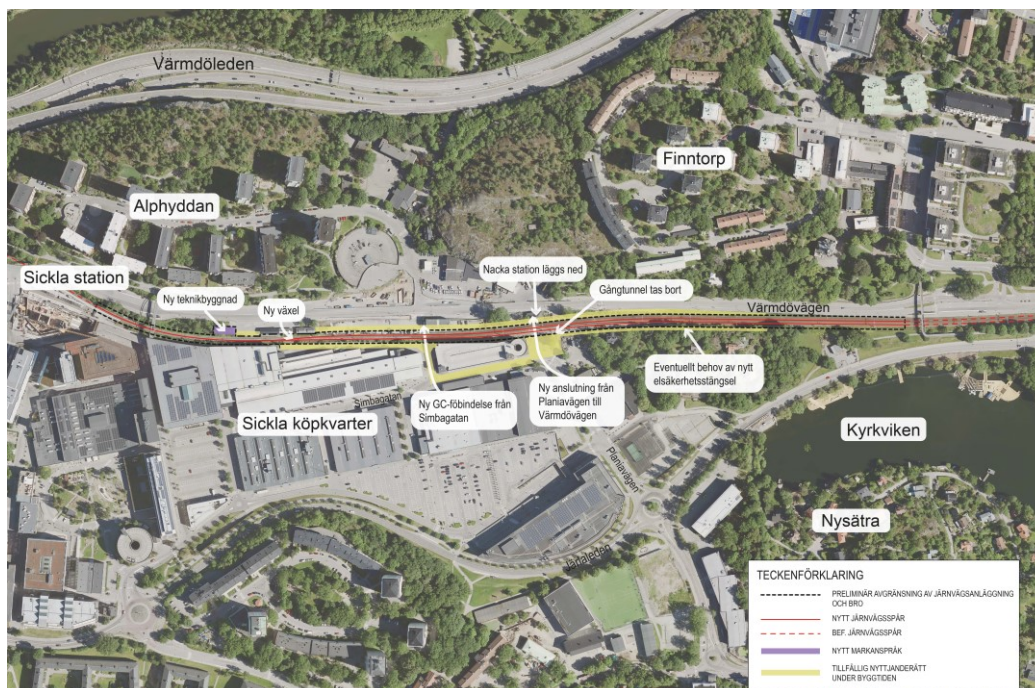 Värmdöleden
Finntorp
Alphyddan
Sickla station
Nacka station läggs ned
Gångtunnel tas bort
Ny teknikbyggnad
Ny växel
Värmdövägen
Eventuellt behov av nytt
elsäkerhetsstängsel
Ny anslutning från
Planiavägen till
Värmdövägen
Ny GC-föbindelse från
Simbagatan
Simbagatan
Sickla köpkvarter
Kyrkviken
Planiavägen
Nysätra
Järlaleden
TECKENFÖRKLARING
PRELIMINÄR AVGRÄNSNING AV JÄRNVÄGSANLÄGGNING
OCH BRO
NYTT JÄRNVÄGSSPÅR
BEF. JÄRNVÄGSSPÅR
NYTT MARKANSPRÅK
TILLFÄLLIG NYTTJANDERÄTT
UNDER BYGGTIDEN